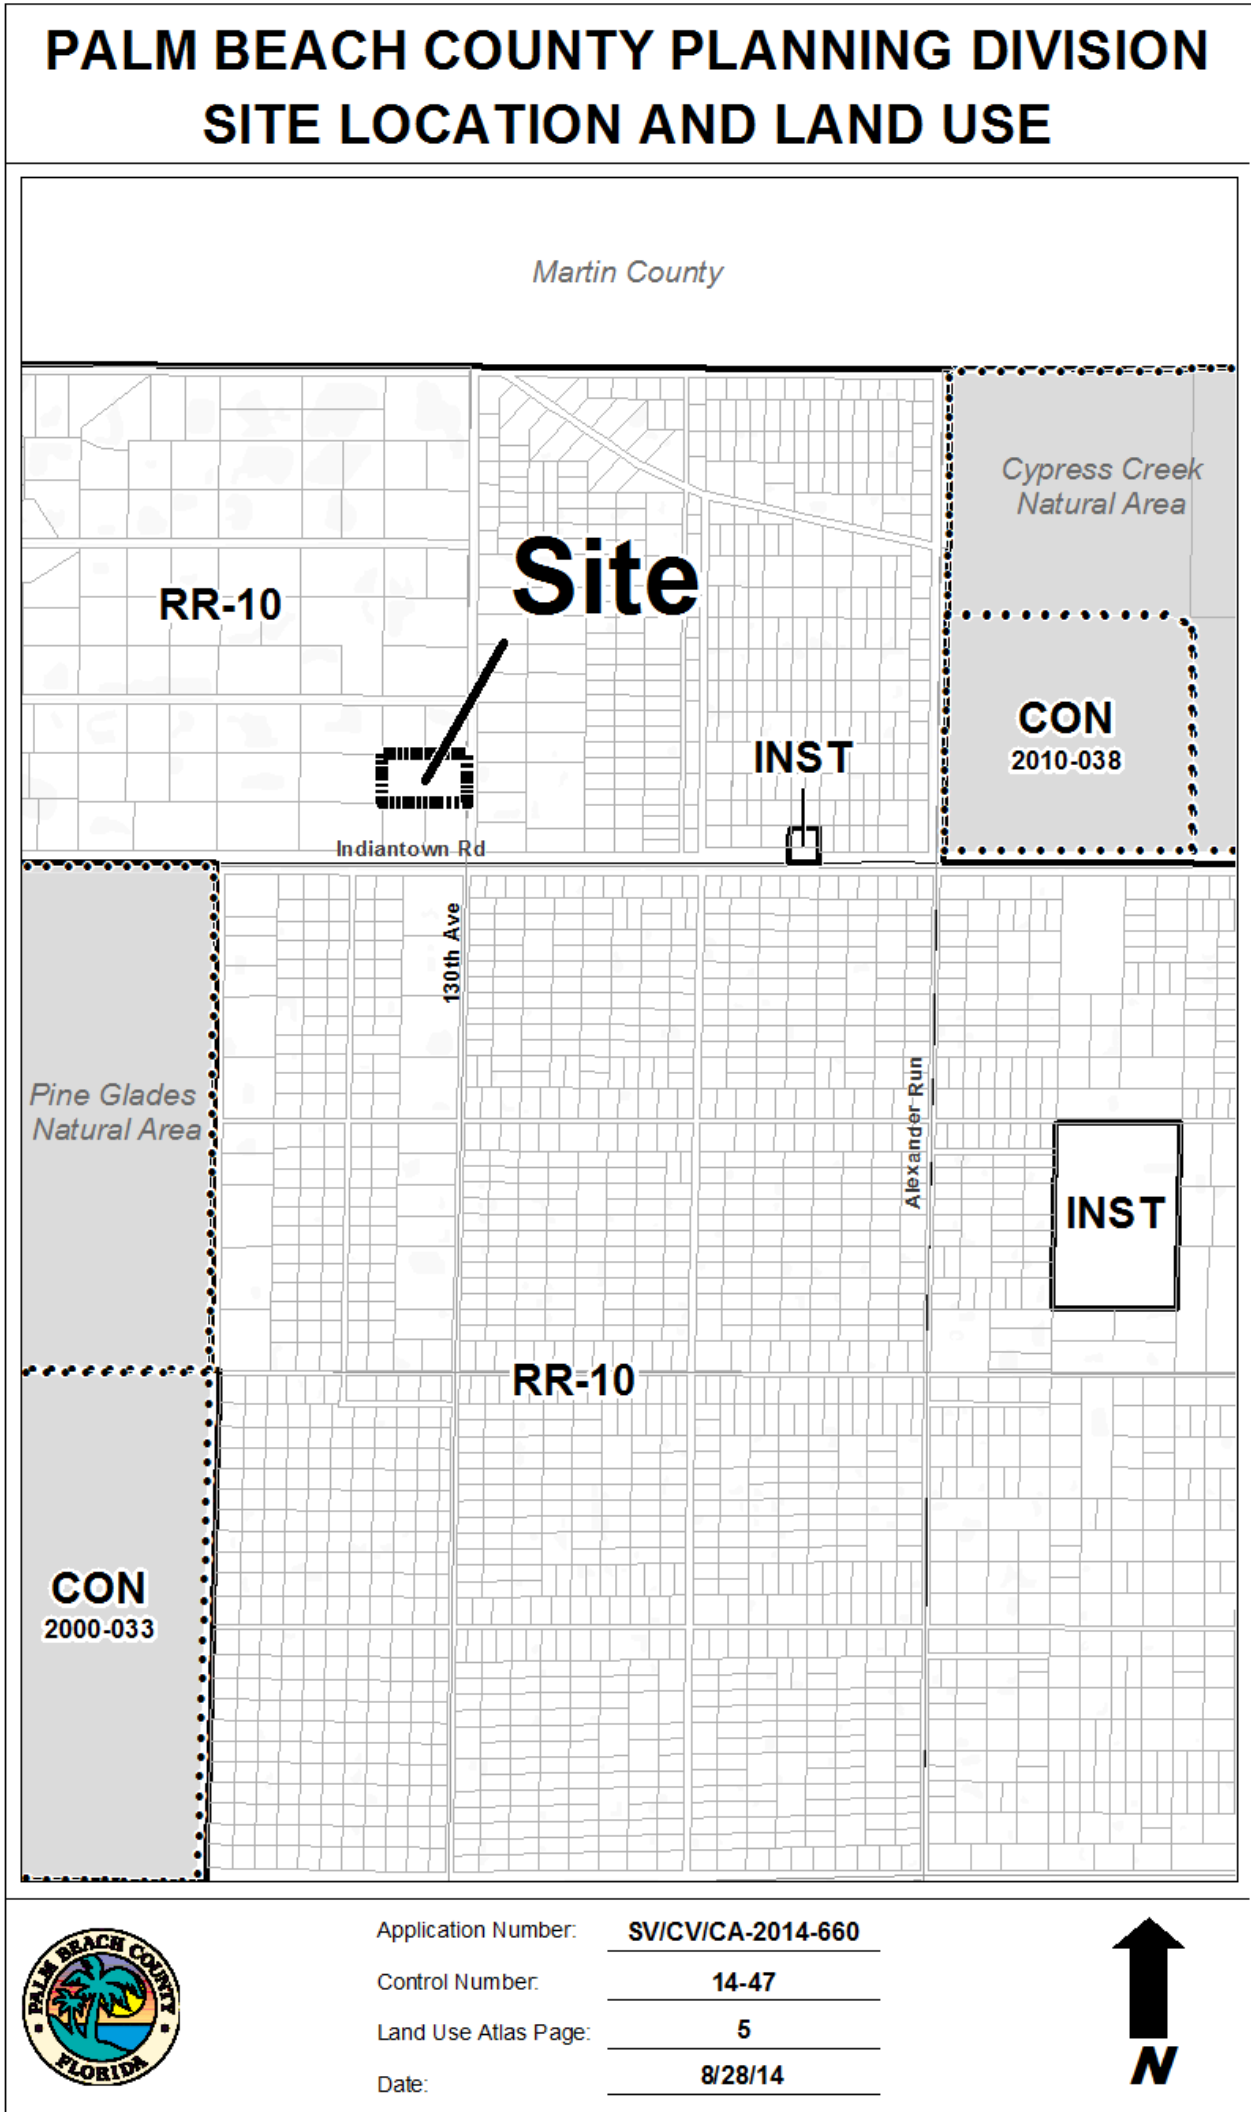 PALM BEACH COUNTY PLANNING DIVISION
SITE LOCATION AND LAND USE
Martin County
Cypress Creek
Natural Area
Site
RR-10
CON
2010-038
INST
Indiantown Rd
130th Ave
Pine Glades
Natural Area
Alexander Run
INST
RR-10
CON
2000-033
PALM BEACH COUNTY
FLORIDA
Application Number: SV/CV/CA-2014-660
Control Number: 14-47
Land Use Atlas Page: 5
Date: 8/28/14
N